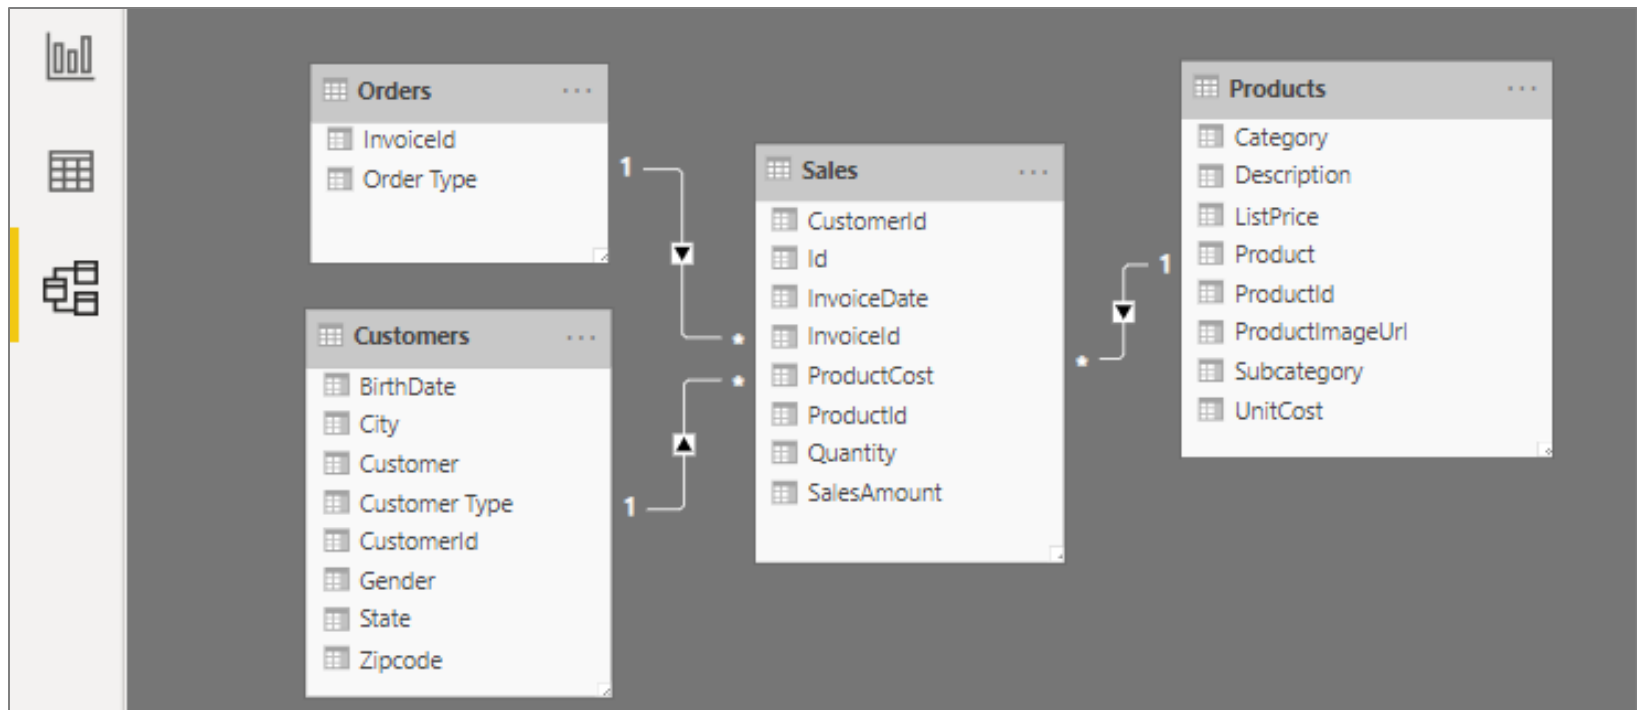 Orders
InvoiceId
Order Type
1
*
Customers
BirthDate
City
Customer
Customer Type
CustomerId
Gender
State
Zipcode
1
*
Sales
CustomerId
Id
InvoiceDate
InvoiceId
ProductCost
ProductId
Quantity
SalesAmount
*
1
Products
Category
Description
ListPrice
Product
ProductId
ProductImageUrl
Subcategory
UnitCost